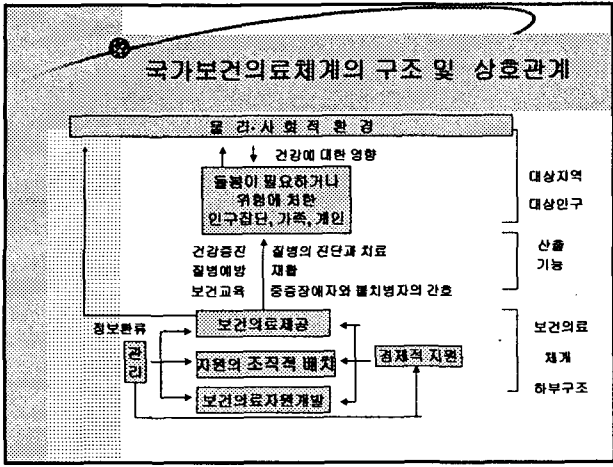 국가보건의료체계의 구조 및 상호관계
물리·사회적 환경
건강에 대한 영향
돌봄이 필요하거나
위험에 처한
인구집단, 가족, 개인
대상지역
대상인구
건강증진 질병의 진단과 치료
질병예방 재활
보건교육 중증장애자와 불치병자의 간호
산출
기능
정보환류
보건의료제공
관리
자원의 조직적 배치
경제적 지원
보건의료자원개발
보건의료
체계
하부구조